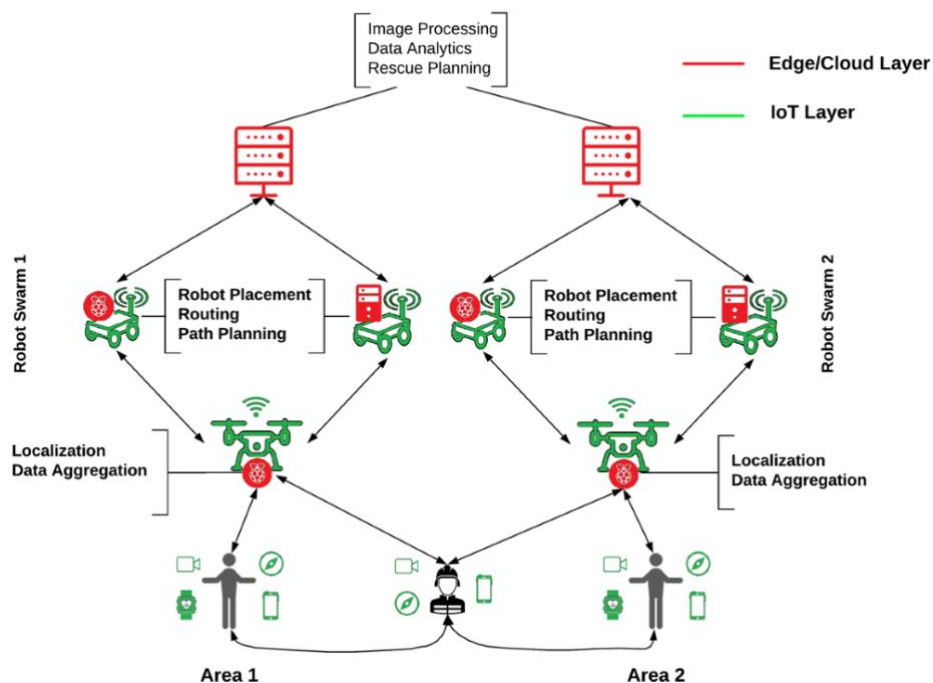 Image Processing
Data Analytics
Rescue Planning
Edge/Cloud Layer
IoT Layer
Robot Swarm 1
Robot Placement
Routing
Path Planning
Robot Placement
Routing
Path Planning
Robot Swarm 2
Localization
Data Aggregation
Localization
Data Aggregation
Area 1
Area 2